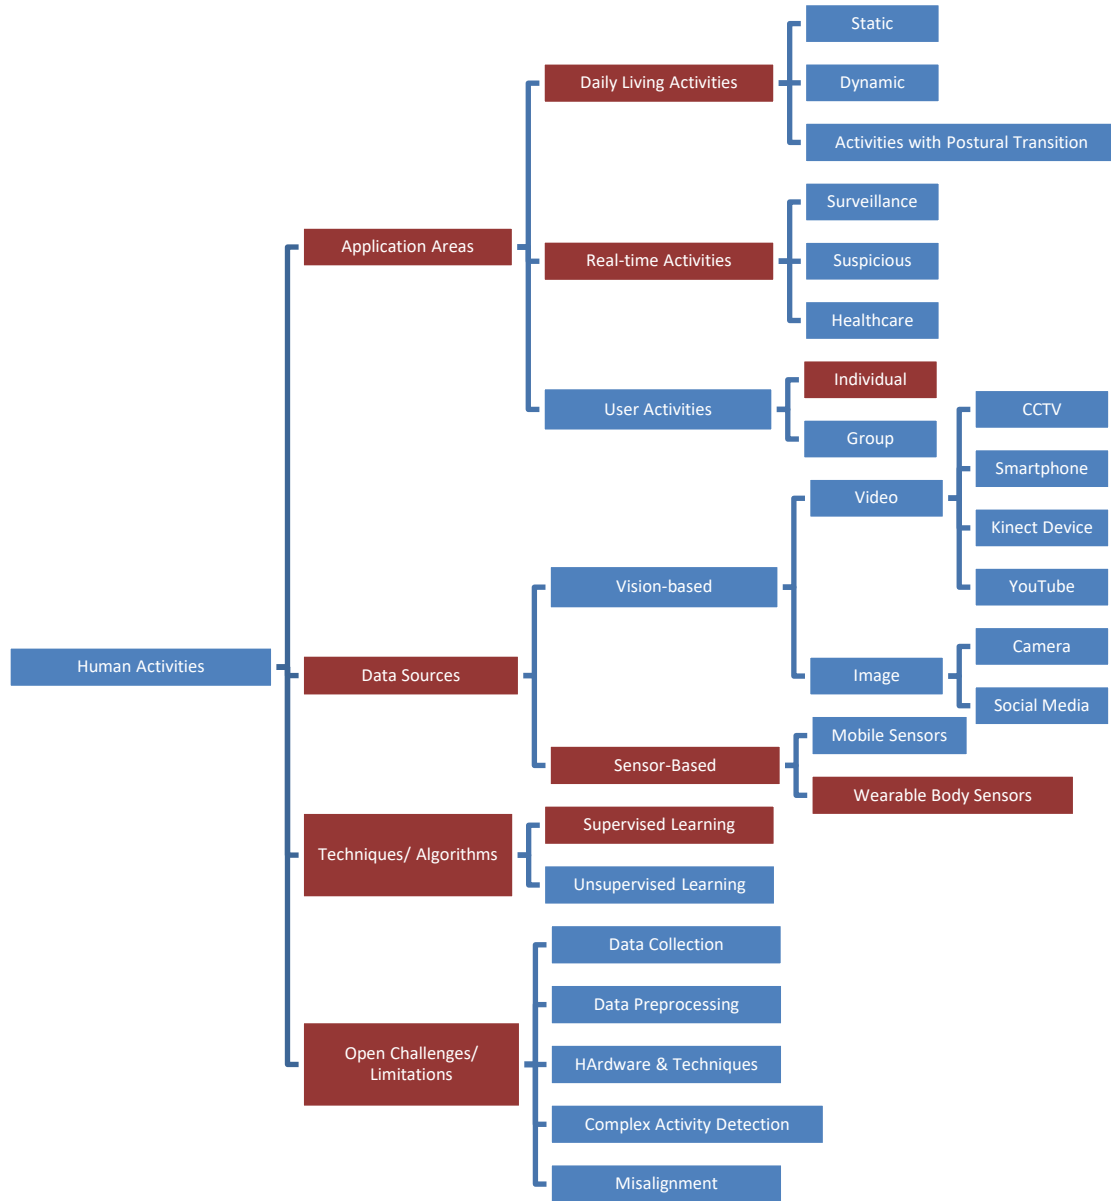 Human Activities
Application Areas
Daily Living Activities
Static
Dynamic
Activities with Postural Transition
Real-time Activities
Surveillance
Suspicious
Healthcare
User Activities
Individual
Group
Data Sources
Vision-based
Video
CCTV
Smartphone
Kinect Device
YouTube
Image
Camera
Social Media
Sensor-Based
Mobile Sensors
Wearable Body Sensors
Techniques/ Algorithms
Supervised Learning
Unsupervised Learning
Open Challenges/
Limitations
Data Collection
Data Preprocessing
HArdware & Techniques
Complex Activity Detection
Misalignment